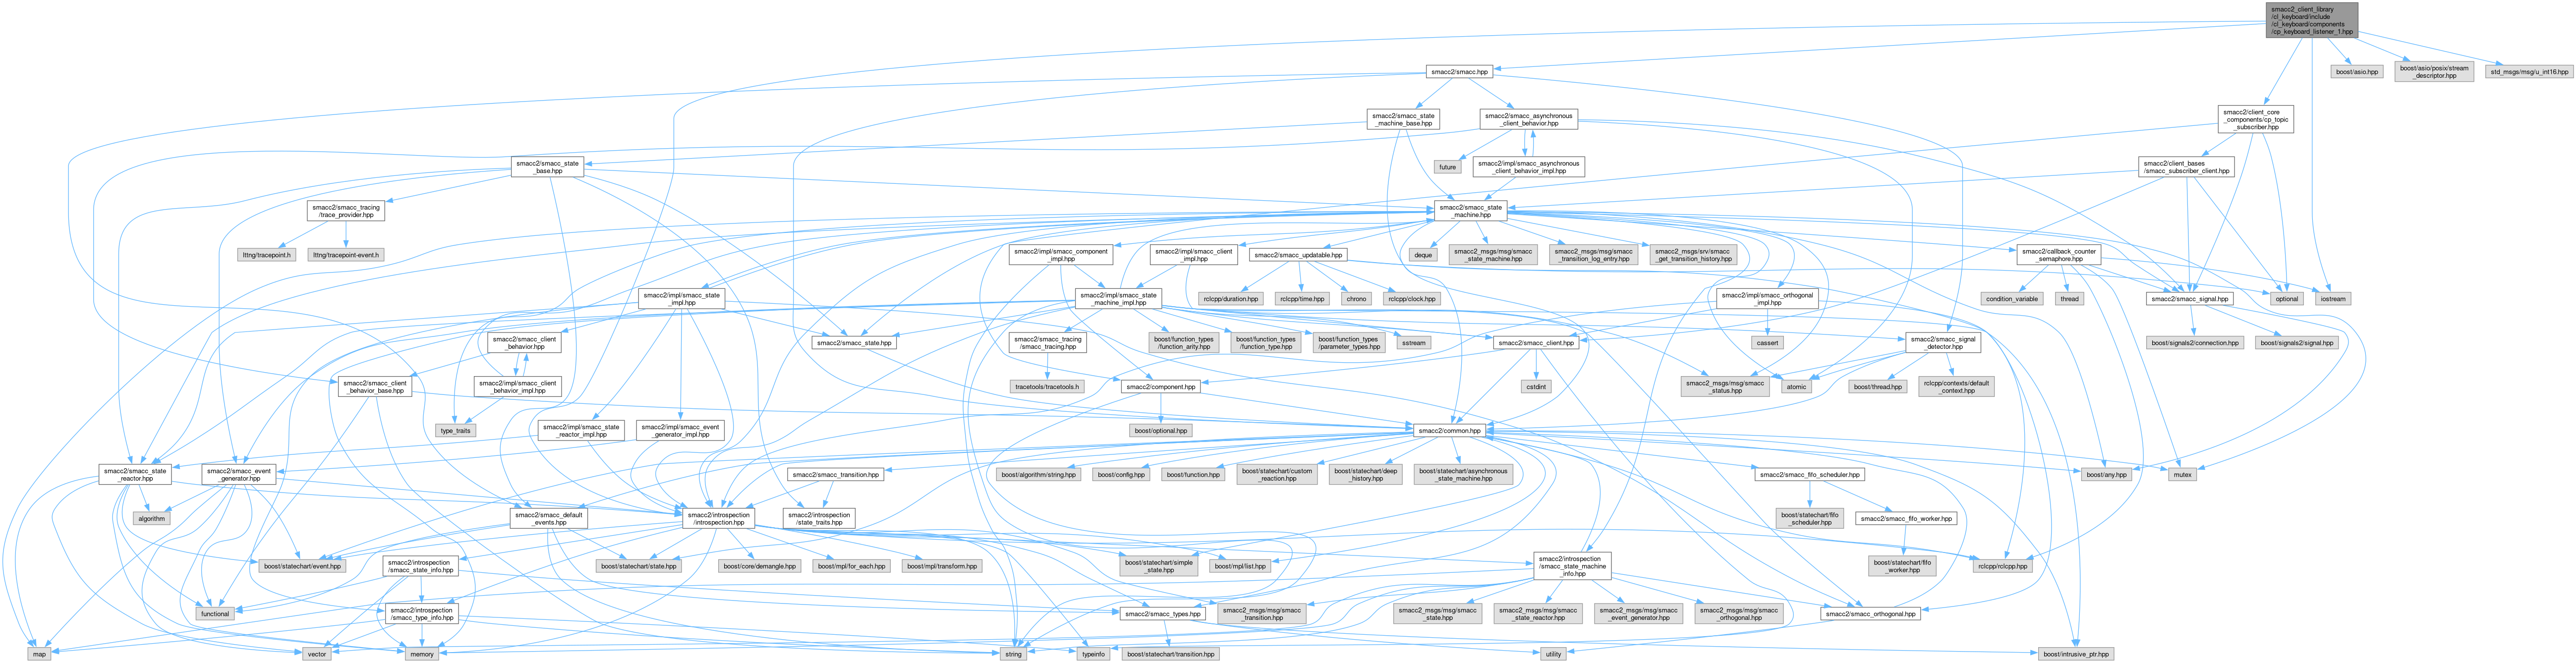 smacc2_client_library
/cl_keyboard/include
/cl_keyboard/components
/cp_keyboard_listener_1.hpp
smacc2/smacc.hpp
boost/asio.hpp
boost/asio/posix/stream
_descriptor.hpp
std_msgs/msg/u_int16.hpp
smacc2/smacc_state
_machine_base.hpp
smacc2/smacc_asynchronous
_client_behavior.hpp
smacc2/client_core
_components/cp_topic
_subscriber.hpp
smacc2/smacc_state
_base.hpp
future
smacc2/impl/smacc_asynchronous
_client_behavior_impl.hpp
smacc2/client_bases
/smacc_subscriber_client.hpp
smacc2/smacc_tracing
/trace_provider.hpp
smacc2/smacc_state
_machine.hpp
lttng/tracepoint.h
lttng/tracepoint-event.h
smacc2/impl/smacc_component
_impl.hpp
smacc2/impl/smacc_client
_impl.hpp
smacc2/smacc_updatable.hpp
deque
smacc2_msgs/msg/smacc
_state_machine.hpp
smacc2_msgs/msg/smacc
_transition_log_entry.hpp
smacc2_msgs/srv/smacc
_get_transition_history.hpp
smacc2/callback_counter
_semaphore.hpp
smacc2/impl/smacc_state
_impl.hpp
smacc2/impl/smacc_state
_machine_impl.hpp
rclcpp/duration.hpp
rclcpp/time.hpp
chrono
rclcpp/clock.hpp
smacc2/impl/smacc_orthogonal
_impl.hpp
condition_variable
thread
smacc2/smacc_signal.hpp
optional
iostream
smacc2/smacc_client
_behavior.hpp
smacc2/smacc_state.hpp
smacc2/smacc_tracing
/smacc_tracing.hpp
boost/function_types
/function_arity.hpp
boost/function_types
/function_type.hpp
boost/function_types
/parameter_types.hpp
sstream
smacc2/smacc_client.hpp
cassert
smacc2/smacc_signal
_detector.hpp
boost/signals2/connection.hpp
boost/signals2/signal.hpp
smacc2/smacc_client
_behavior_base.hpp
smacc2/impl/smacc_client
_behavior_impl.hpp
tracetools/tracetools.h
smacc2/component.hpp
cstdint
smacc2_msgs/msg/smacc
_status.hpp
atomic
boost/thread.hpp
rclcpp/contexts/default
_context.hpp
type_traits
smacc2/impl/smacc_state
_reactor_impl.hpp
smacc2/impl/smacc_event
_generator_impl.hpp
boost/optional.hpp
smacc2/common.hpp
smacc2/smacc_state
_reactor.hpp
smacc2/smacc_event
_generator.hpp
smacc2/smacc_transition.hpp
boost/algorithm/string.hpp
boost/config.hpp
boost/function.hpp
boost/statechart/custom
_reaction.hpp
boost/statechart/deep
_history.hpp
boost/statechart/asynchronous
_state_machine.hpp
smacc2/smacc_fifo_scheduler.hpp
boost/any.hpp
mutex
algorithm
smacc2/smacc_default
_events.hpp
smacc2/introspection
/introspection.hpp
smacc2/introspection
/state_traits.hpp
boost/statechart/fifo
_scheduler.hpp
smacc2/smacc_fifo_worker.hpp
boost/statechart/event.hpp
smacc2/introspection
/smacc_state_info.hpp
boost/statechart/state.hpp
boost/core/demangle.hpp
boost/mpl/for_each.hpp
boost/mpl/transform.hpp
boost/statechart/simple
_state.hpp
boost/mpl/list.hpp
smacc2/introspection
/smacc_state_machine
_info.hpp
boost/statechart/fifo
_worker.hpp
rclcpp/rclcpp.hpp
functional
smacc2/introspection
/smacc_type_info.hpp
smacc2/smacc_types.hpp
smacc2_msgs/msg/smacc
_transition.hpp
smacc2_msgs/msg/smacc
_state.hpp
smacc2_msgs/msg/smacc
_state_reactor.hpp
smacc2_msgs/msg/smacc
_event_generator.hpp
smacc2_msgs/msg/smacc
_orthogonal.hpp
smacc2/smacc_orthogonal.hpp
map
vector
memory
string
typeinfo
boost/statechart/transition.hpp
utility
boost/intrusive_ptr.hpp